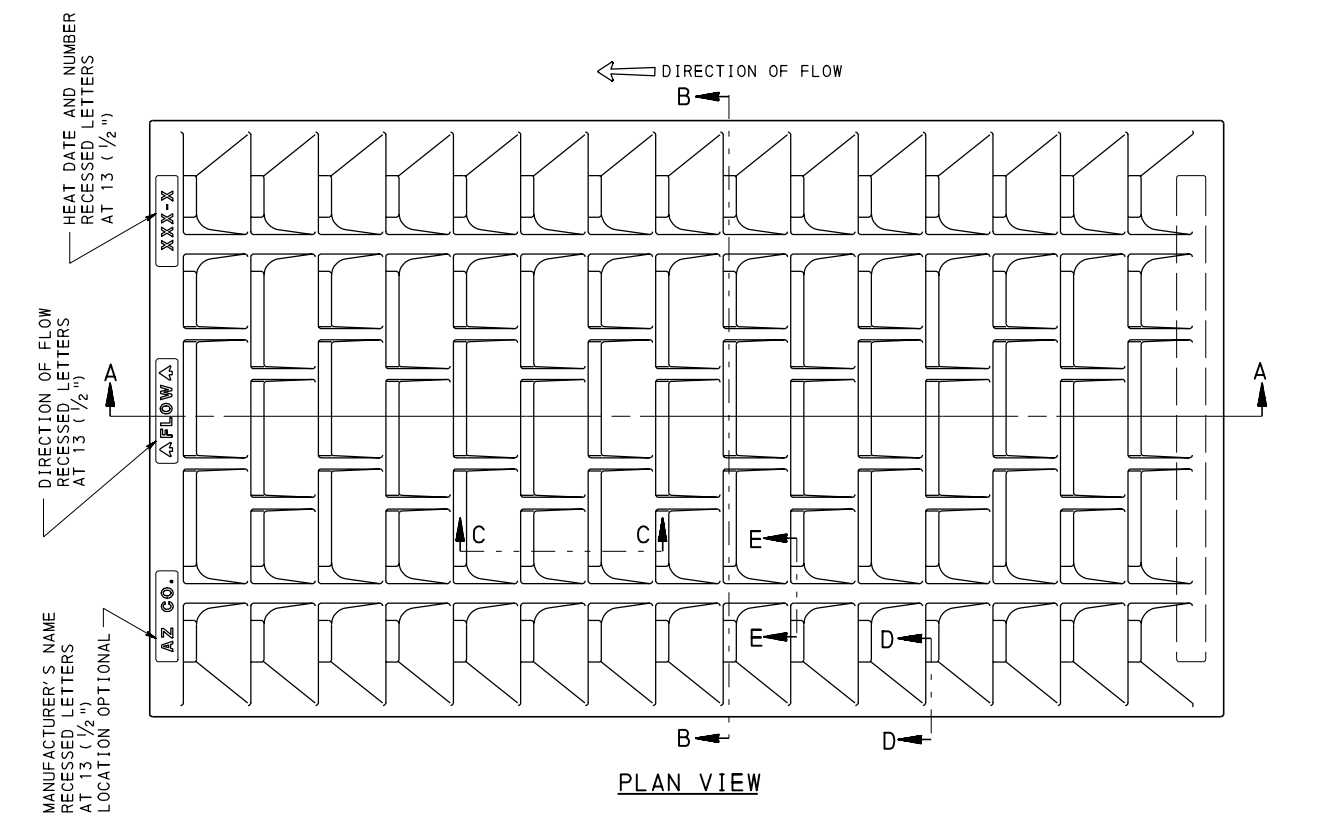 HEAT DATE AND NUMBER
RECESSED LETTERS
AT 13 ( 1/2 ")
DIRECTION OF FLOW
B
XXX-X
DIRECTION OF FLOW
RECESSED LETTERS
AT 13 ( 1/2 ")
A
A
FLOW
C
C
E
MANUFACTURER'S NAME
RECESSED LETTERS
AT 13 ( 1/2 ")
LOCATION OPTIONAL
AZ CO.
E
D
B
D
PLAN VIEW